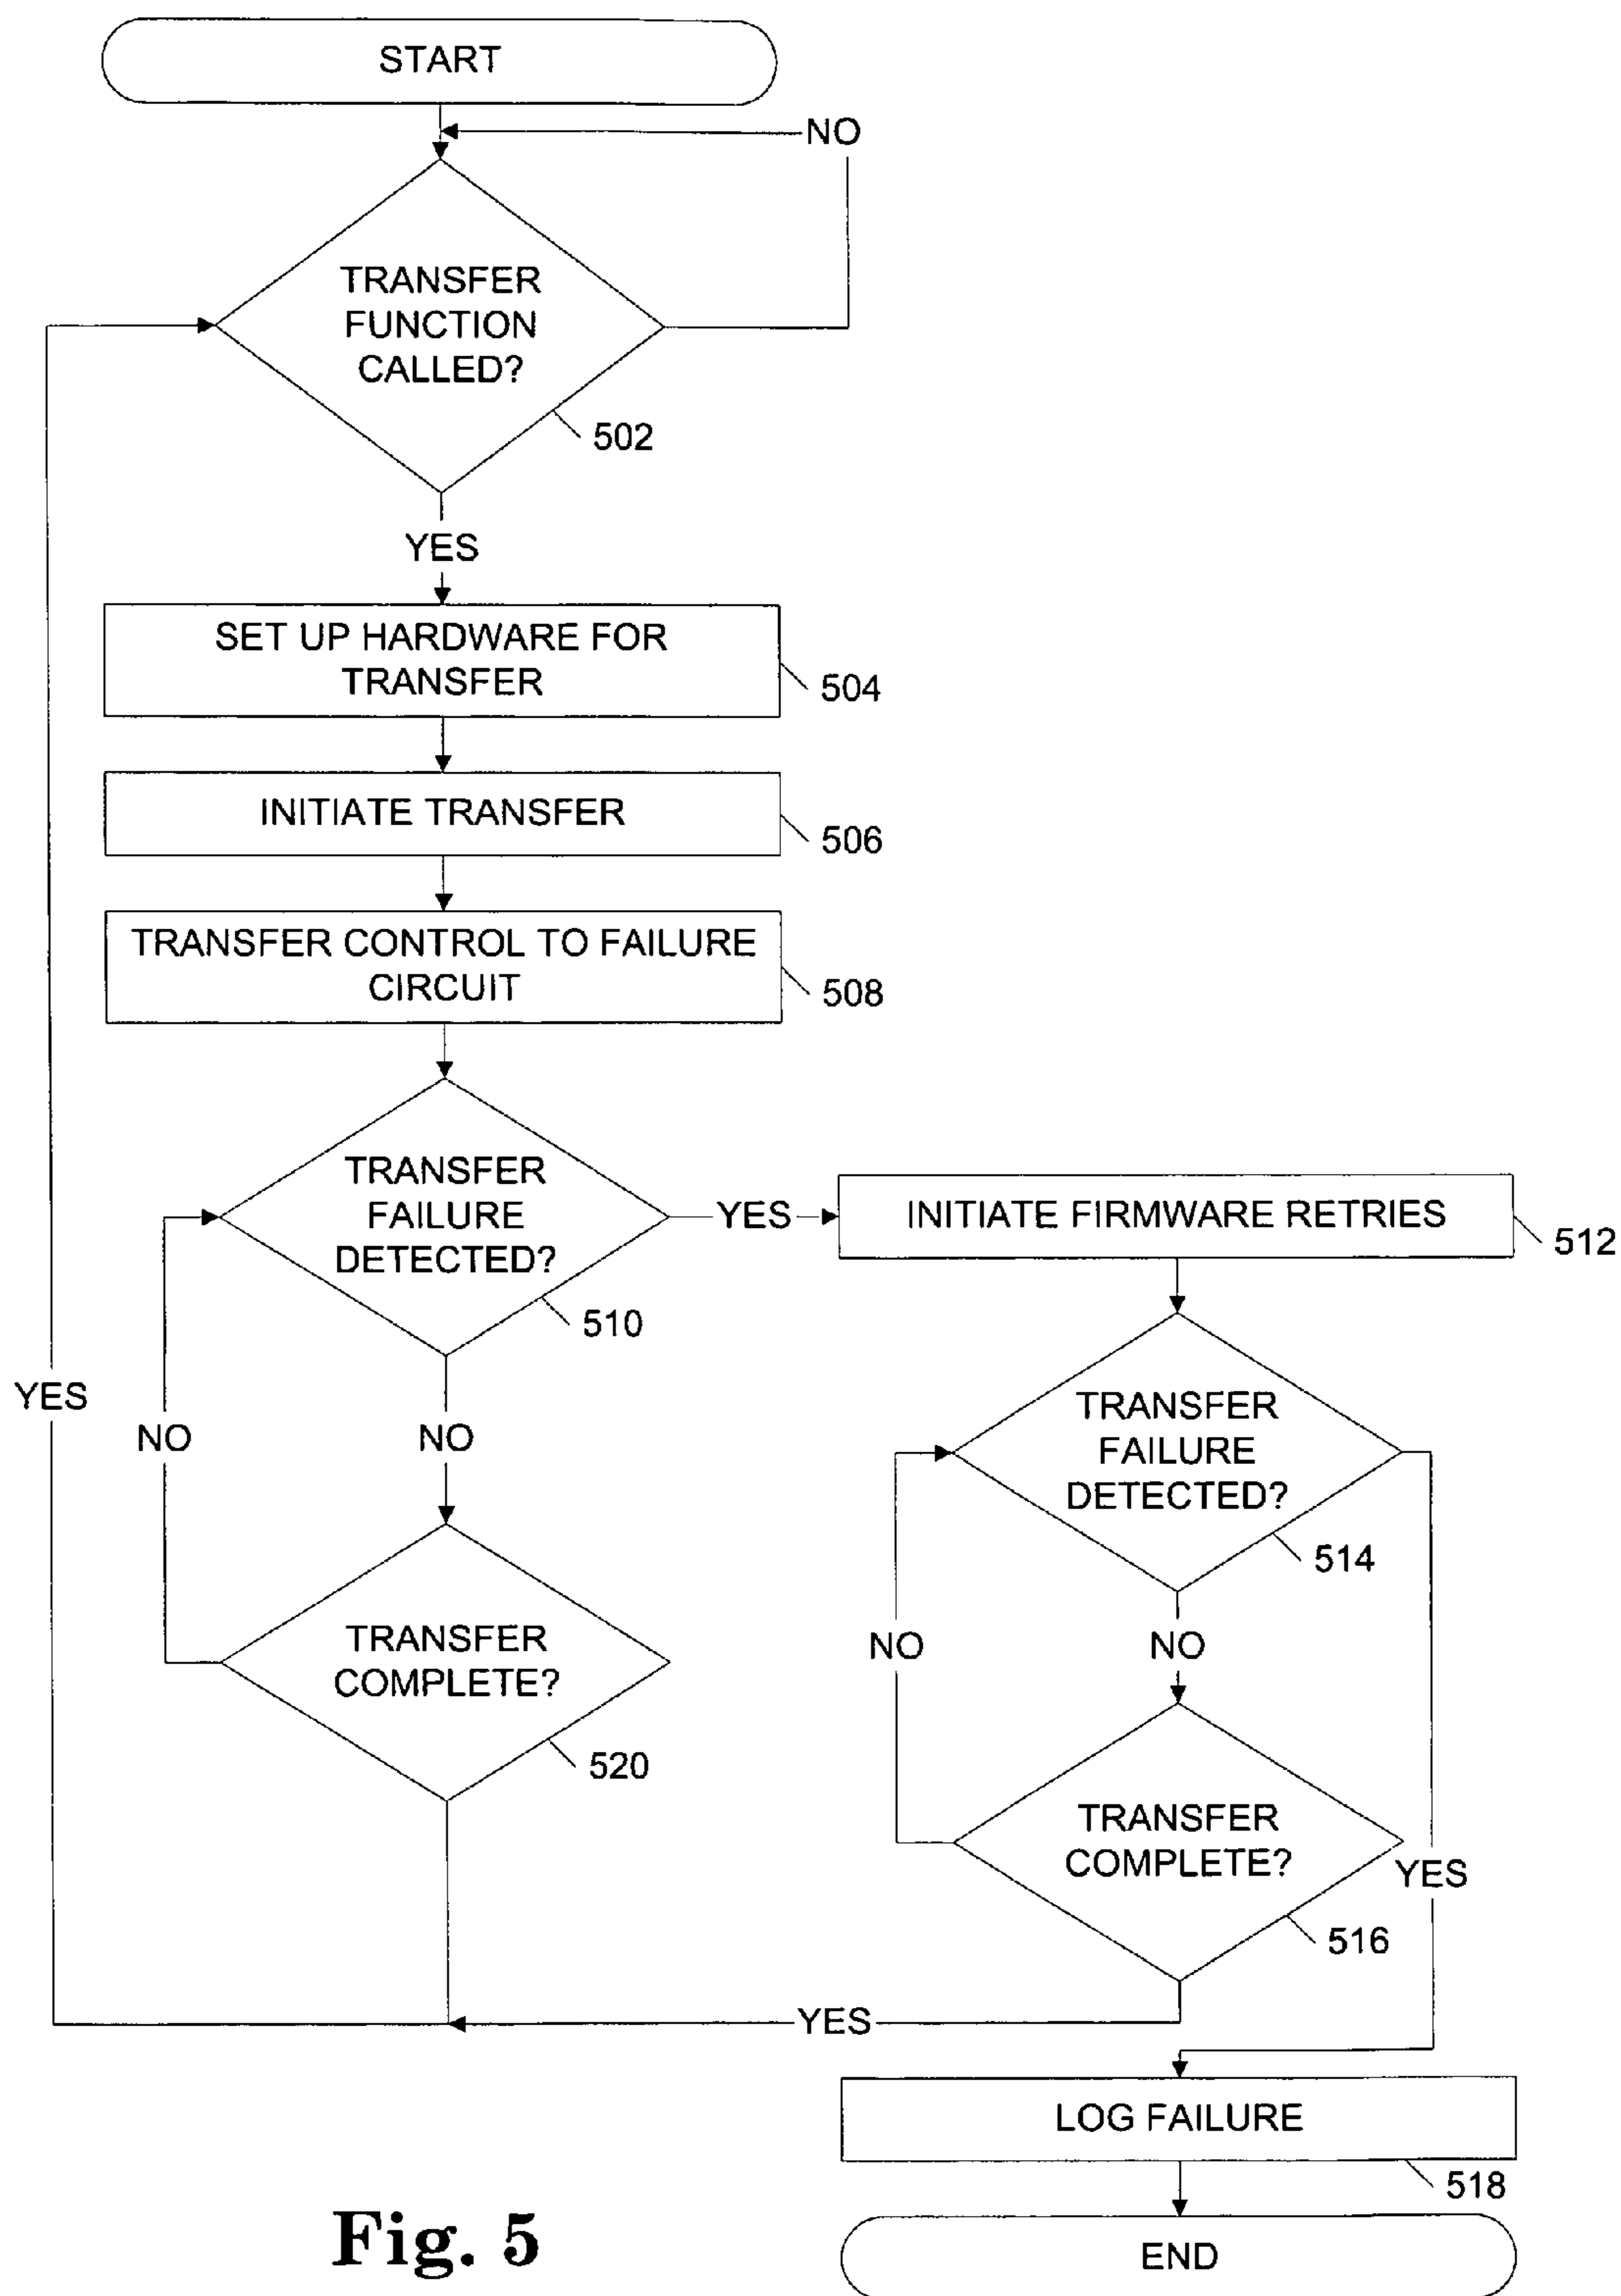 START
NO
TRANSFER
FUNCTION
CALLED?
502
YES
SET UP HARDWARE FOR
TRANSFER
504
INITIATE TRANSFER
506
TRANSFER CONTROL TO FAILURE
CIRCUIT
508
TRANSFER
FAILURE
DETECTED?
510
YES
INITIATE FIRMWARE RETRIES
512
YES
NO
NO
TRANSFER
FAILURE
DETECTED?
514
TRANSFER
COMPLETE?
520
NO
NO
TRANSFER
COMPLETE?
516
YES
YES
LOG FAILURE
518
END
Fig. 5